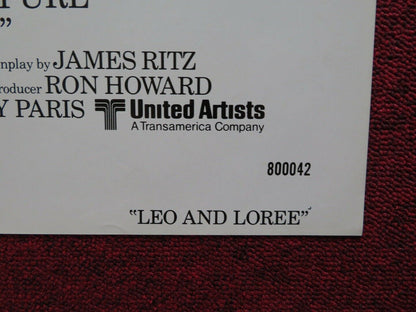 ”
nplay by JAMES RITZ
roducer RON HOWARD
Y PARIS United Artists
A Transamerica Company
800042
“LEO AND LOREE”